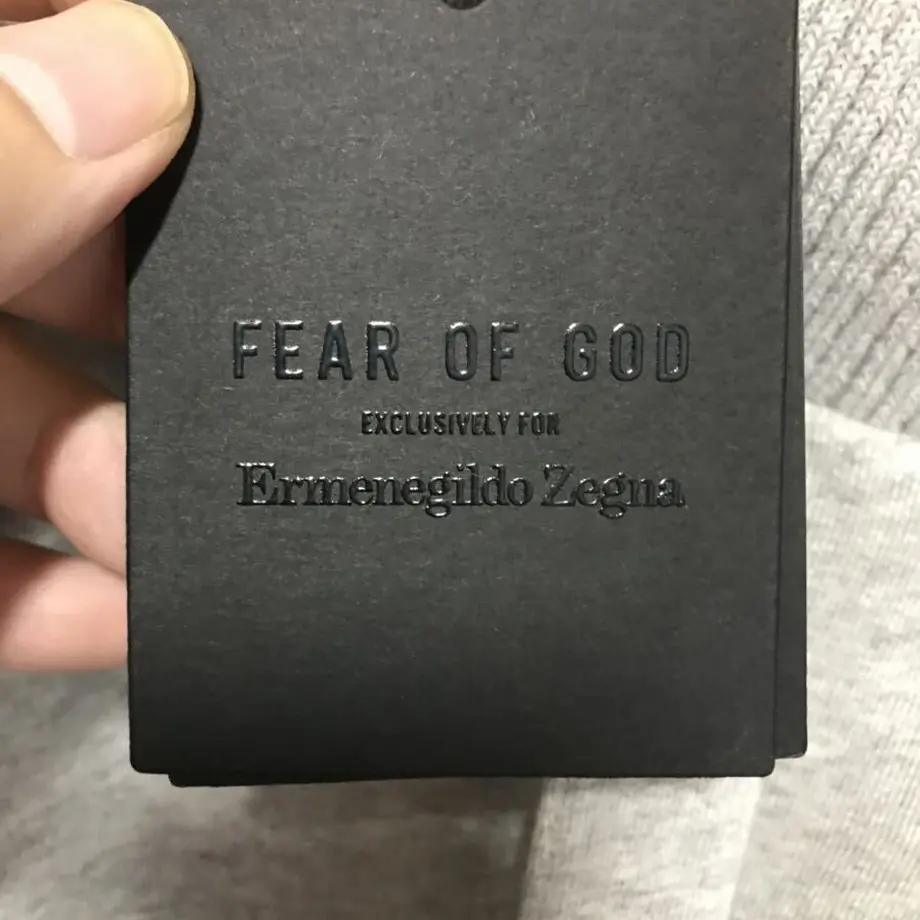 FEAR OF GOD
EXCLUSIVELY FOR
Ermenegildo Zegna